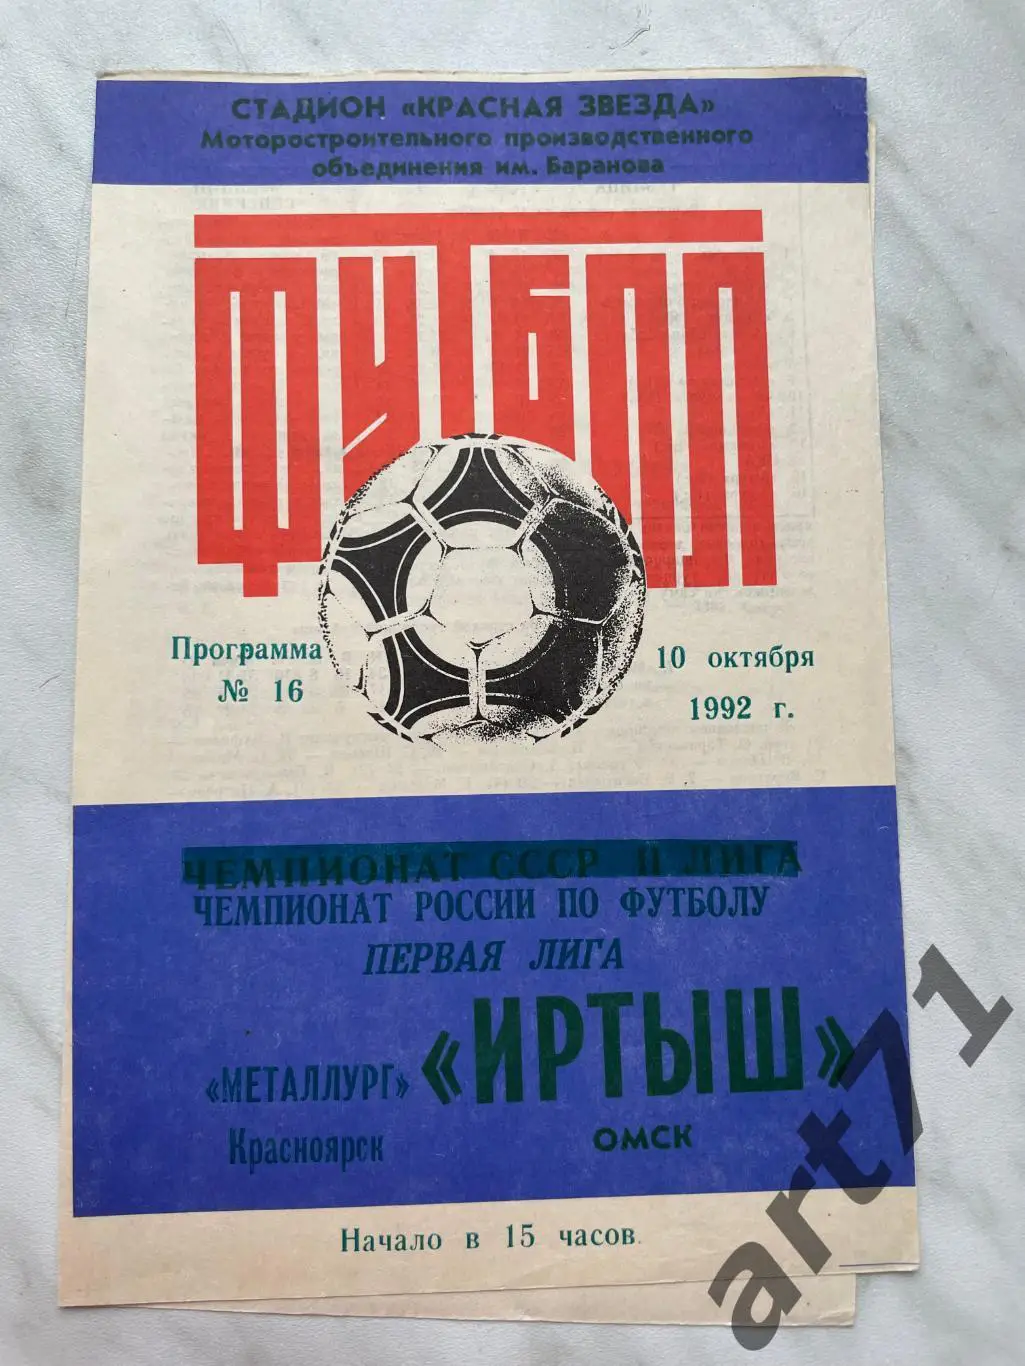 СТАДИОН «КРАСНАЯ ЗВЕЗДА»
Моторостроительного производственного
объединения им. Баранова
ФУТБОЛ
Программа
№ 16
10 октября
1992 г.
ЧЕМПИОНАТ СССР II ЛИГА
ЧЕМПИОНАТ РОССИИ ПО ФУТБОЛУ
ПЕРВАЯ ЛИГА
«МЕТАЛЛУРГ»
Красноярск
«ИРТЫШ»
ОМСК
Начало в 15 часов
art71